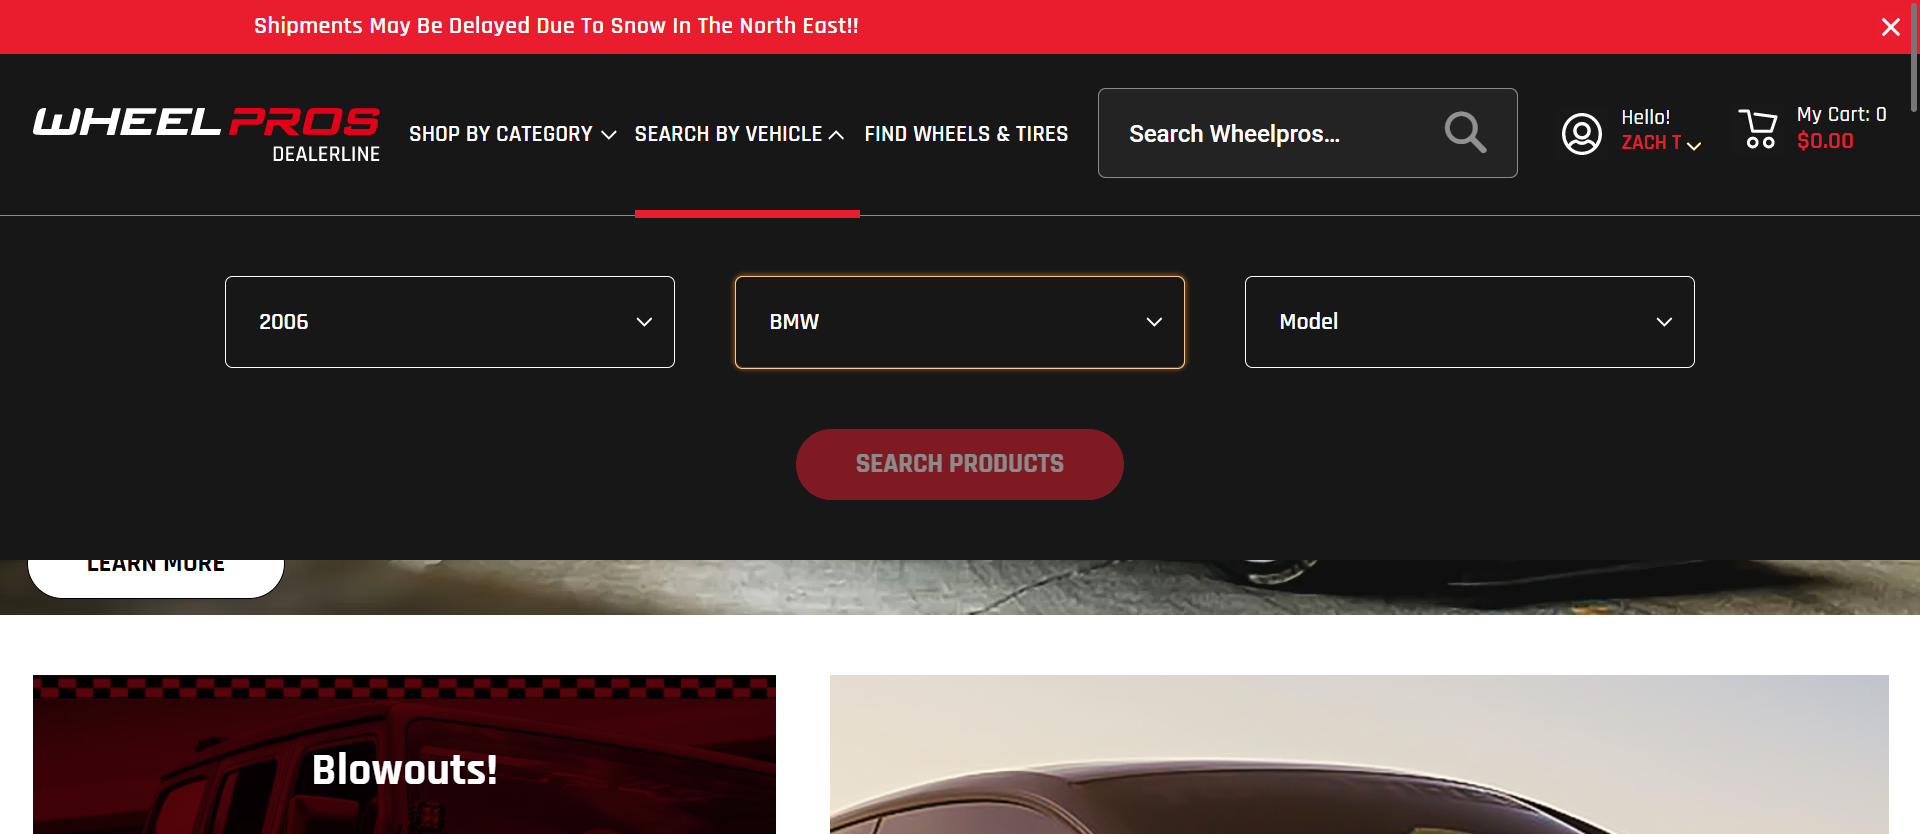 Shipments May Be Delayed Due To Snow In The North East!!
WHEEL PROS
DEALERLINE
SHOP BY CATEGORY
SEARCH BY VEHICLE
FIND WHEELS & TIRES
Search Wheelpros...
Hello!
ZACH T
My Cart: 0
$0.00
2006
BMW
Model
SEARCH PRODUCTS
LEARN MORE
Blowouts!